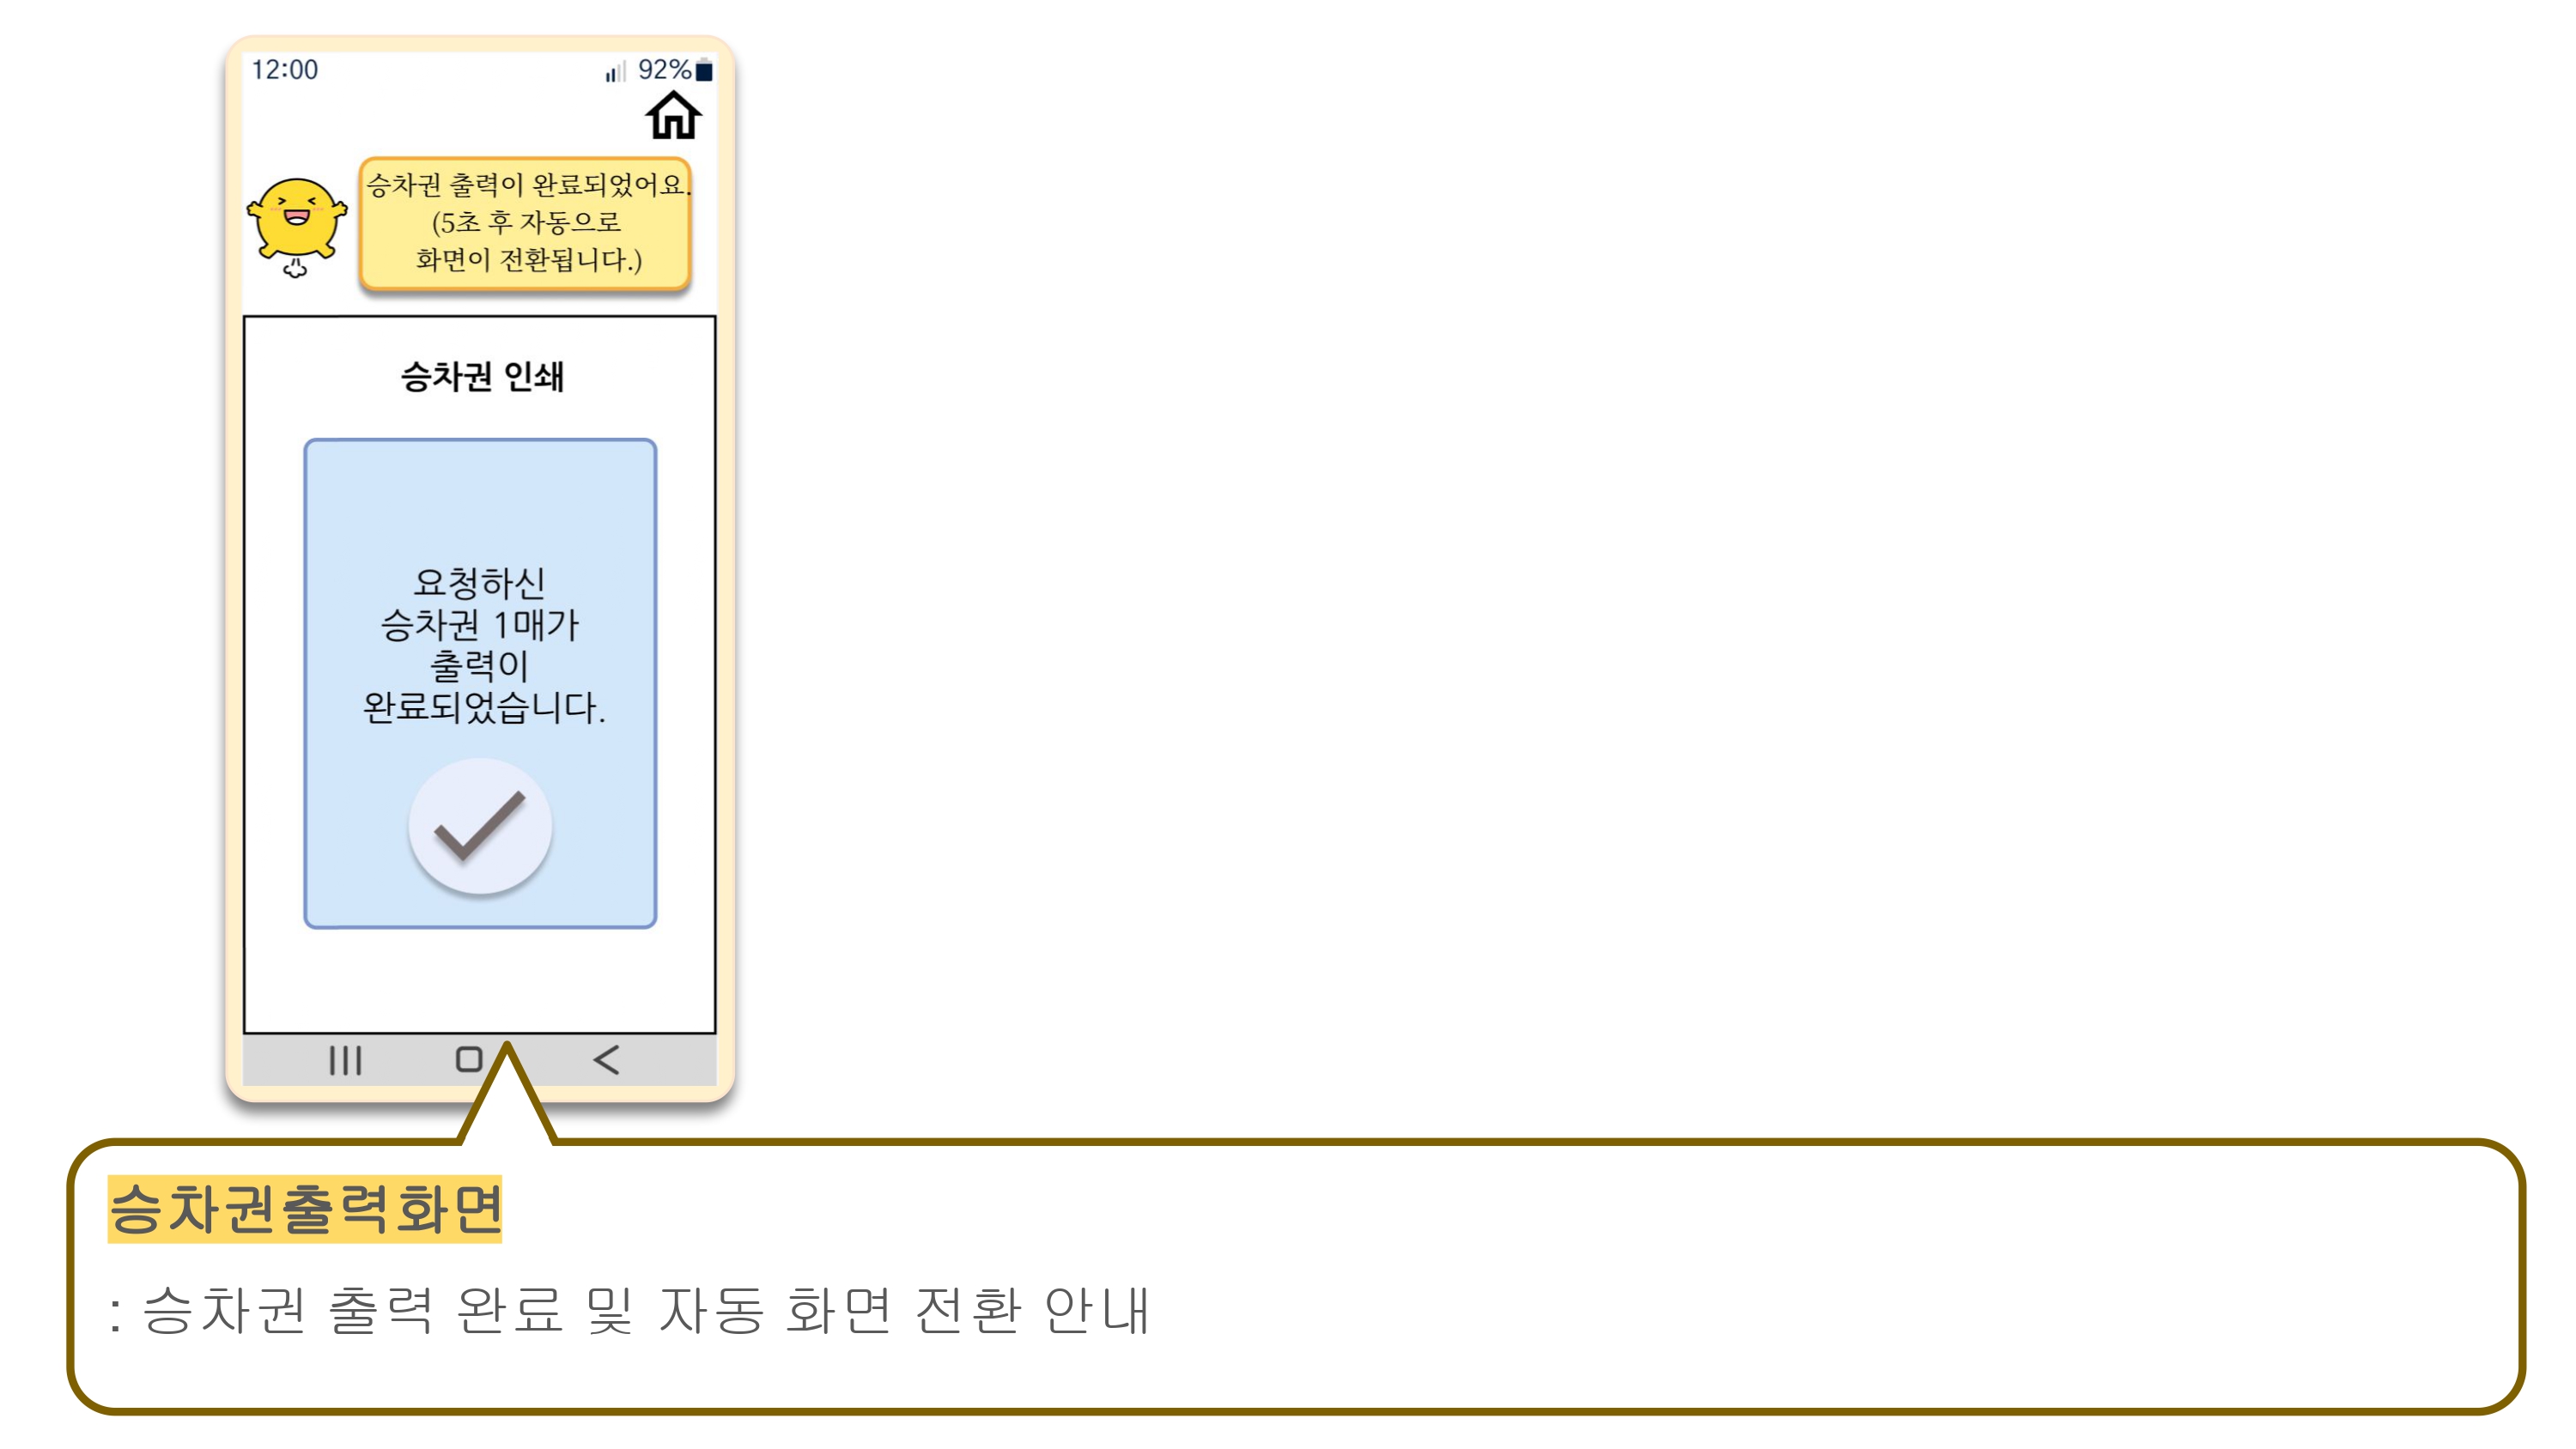 12:00
92%
승차권 출력이 완료되었어요.
(5초 후 자동으로
화면이 전환됩니다.)
승차권 인쇄
요청하신
승차권 1매가
출력이
완료되었습니다.
승차권출력화면
: 승차권 출력 완료 및 자동 화면 전환 안내